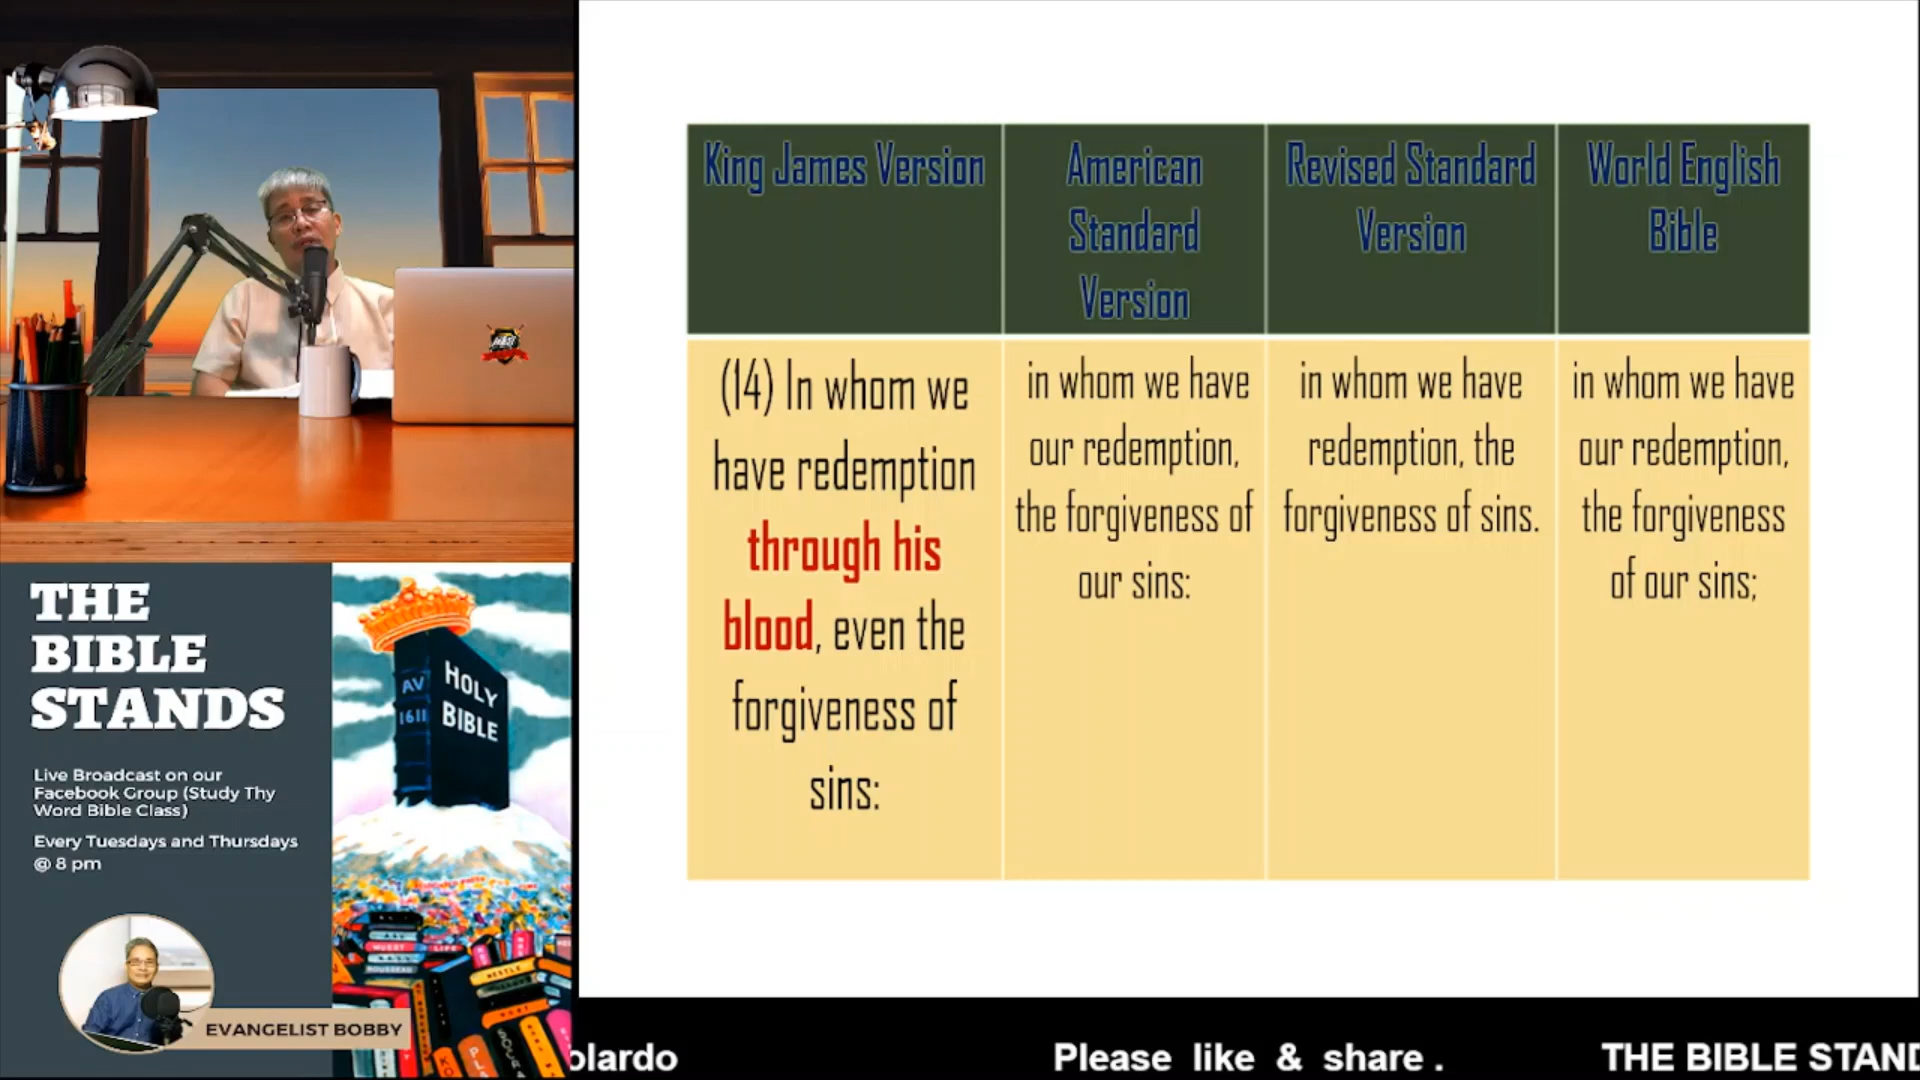 King James Version
American
Standard
Version
Revised Standard
Version
World English
Bible
(14) In whom we
have redemption
through his
blood, even the
forgiveness of
sins:
in whom we have
our redemption,
the forgiveness of
our sins:
in whom we have
redemption, the
forgiveness of sins.
in whom we have
our redemption,
the forgiveness
of our sins;
THE
BIBLE
STANDS
Live Broadcast on our
Facebook Group (Study Thy
Word Bible Class)
Every Tuesdays and Thursdays
@ 8 pm
EVANGELIST BOBBY
AV
1611
HOLY
BIBLE
olardo
Please like & share .
THE BIBLE STAND